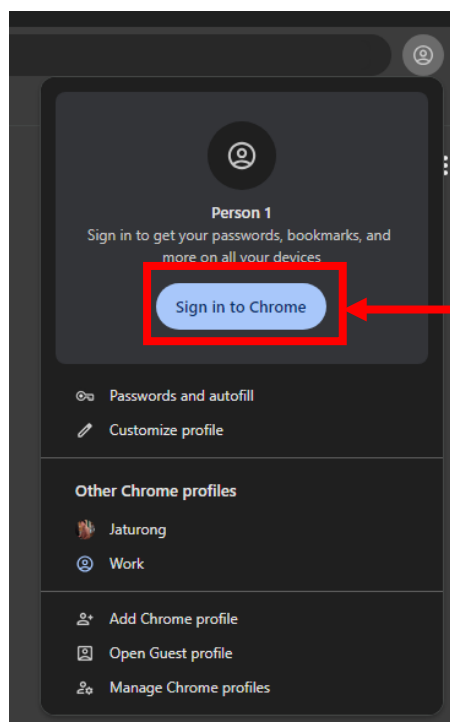 Person 1
Sign in to get your passwords, bookmarks, and
more on all your devices
Sign in to Chrome
Passwords and autofill
Customize profile
Other Chrome profiles
Jaturong
Work
Add Chrome profile
Open Guest profile
Manage Chrome profiles